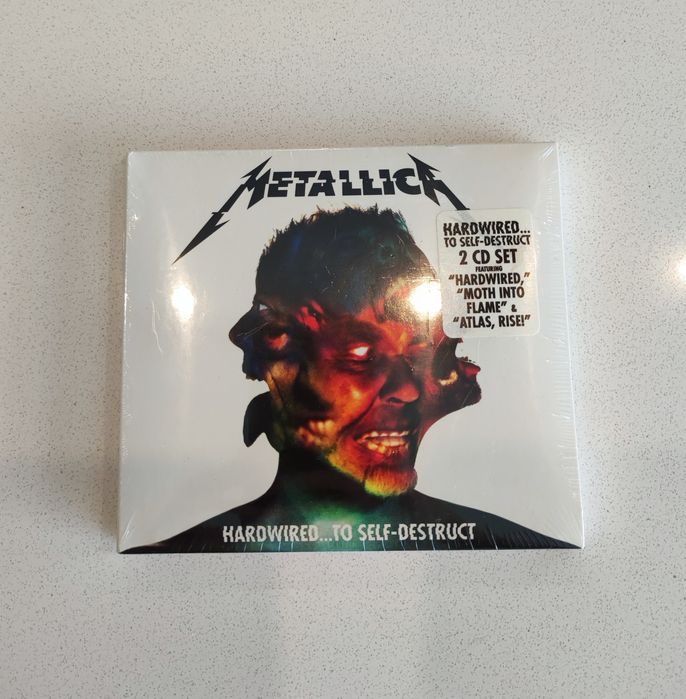 METALLICA
HARDWIRED...
TO SELF-DESTRUCT
2 CD SET
FEATURING
"HARDWIRED,"
"MOTH INTO
FLAME" &
"ATLAS, RISE!"
HARDWIRED...TO SELF-DESTRUCT